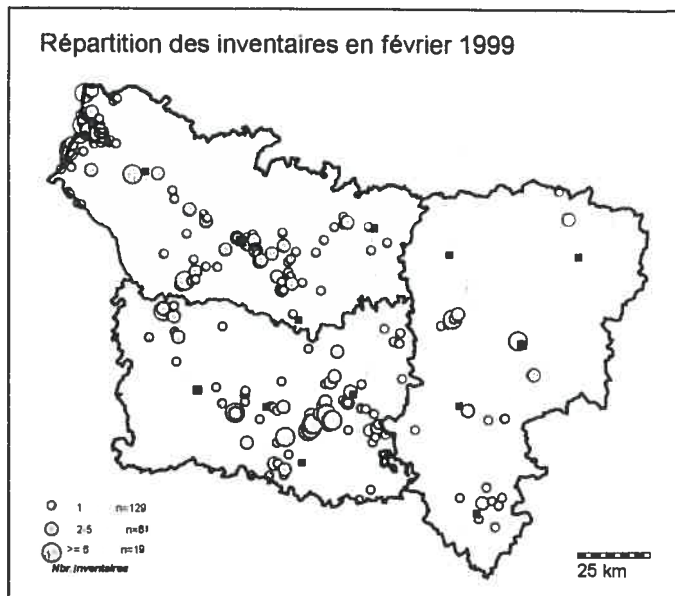 Répartition des inventaires en février 1999
1 n=129
2-5 n=61
>= 6 n=19
Nbr. Inventaires
25 km